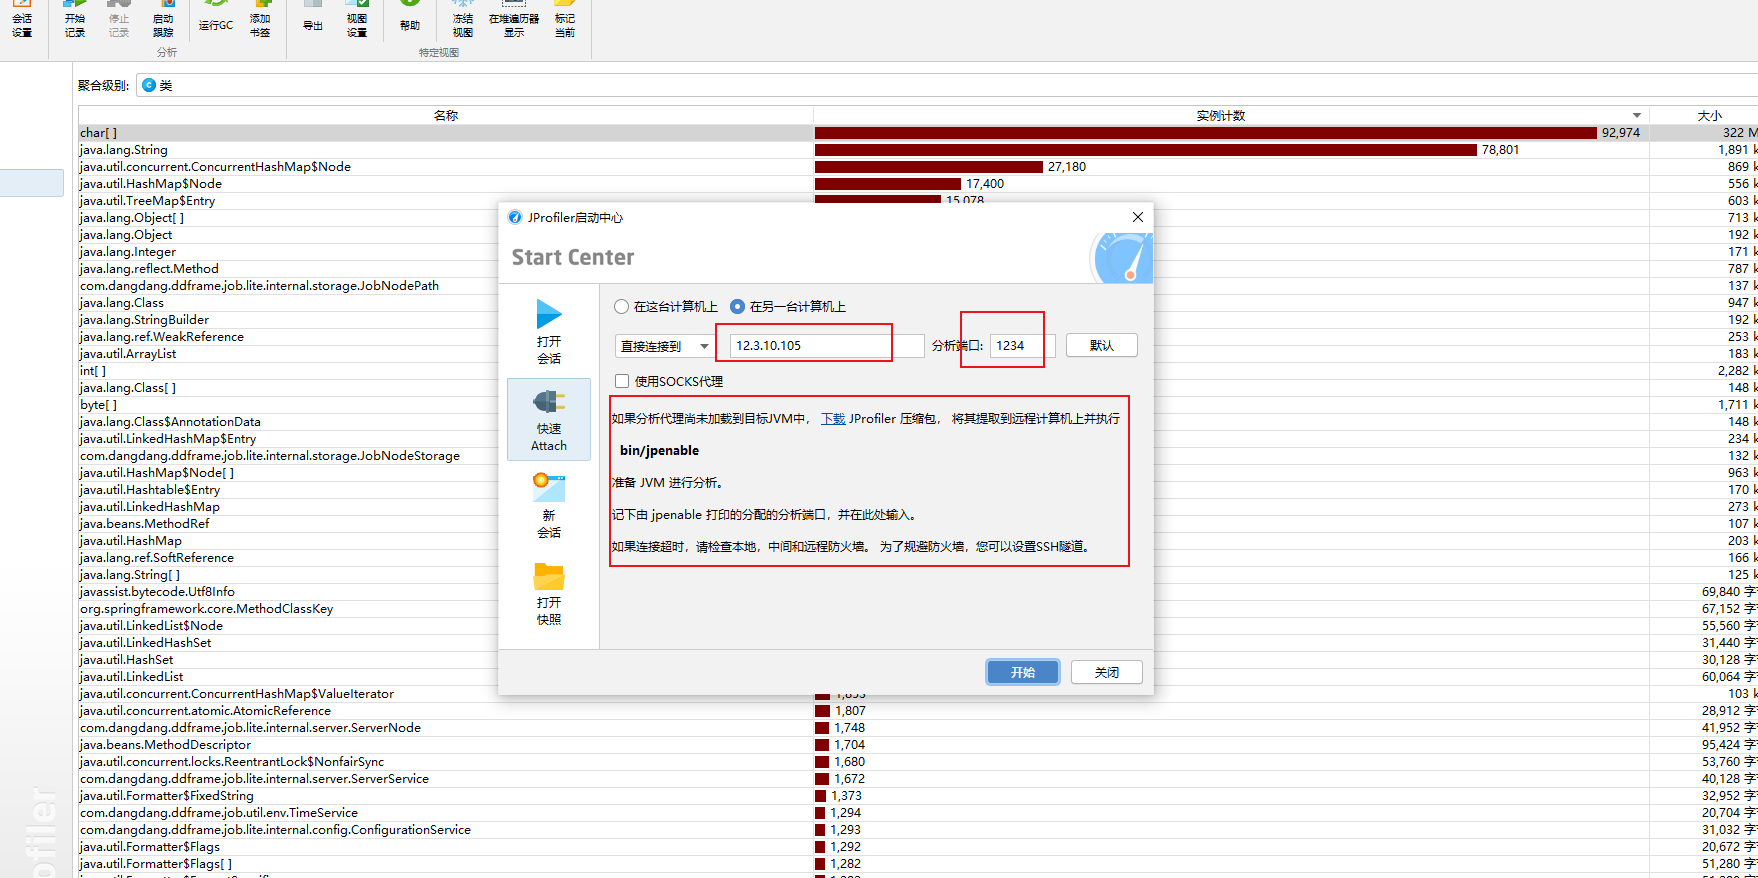 会话 开始 停止 启动 运行GC 添加 导出 视图 帮助 冻结 在堆遍历器 标记
设置 记录 记录 跟踪 书签 设置 视图 显示 当前
分析 特定视图
聚合级别: 类
名称 实例计数 大小
char[ ] 92,974 322 M
java.lang.String 78,801 1,891 k
java.util.concurrent.ConcurrentHashMap$Node 27,180 869 k
java.util.HashMap$Node 17,400 556 k
java.util.TreeMap$Entry 15,078 603 k
java.lang.Object[ ] 713 k
java.lang.Object 192 k
java.lang.Integer 171 k
java.lang.reflect.Method 787 k
com.dangdang.ddframe.job.lite.internal.storage.JobNodePath 137 k
java.lang.Class 947 k
java.lang.StringBuilder 192 k
java.lang.ref.WeakReference 253 k
java.util.ArrayList 183 k
int[ ] 2,282 k
java.lang.Class[ ] 148 k
byte[ ] 1,711 k
java.lang.Class$AnnotationData 148 k
java.util.LinkedHashMap$Entry 234 k
com.dangdang.ddframe.job.lite.internal.storage.JobNodeStorage 132 k
java.util.HashMap$Node[ ] 963 k
java.util.Hashtable$Entry 170 k
java.util.LinkedHashMap 273 k
java.beans.MethodRef 107 k
java.util.HashMap 203 k
java.lang.ref.SoftReference 166 k
java.lang.String[ ] 125 k
javassist.bytecode.Utf8Info 69,840 字
org.springframework.core.MethodClassKey 67,152 字
java.util.LinkedList$Node 55,560 字
java.util.LinkedHashSet 31,440 字
java.util.HashSet 30,128 字
java.util.LinkedList 60,064 字
java.util.concurrent.ConcurrentHashMap$ValueIterator 103 k
java.util.concurrent.atomic.AtomicReference 1,807 28,912 字
com.dangdang.ddframe.job.lite.internal.server.ServerNode 1,748 41,952 字
java.beans.MethodDescriptor 1,704 95,424 字
java.util.concurrent.locks.ReentrantLock$NonfairSync 1,680 53,760 字
com.dangdang.ddframe.job.lite.internal.server.ServerService 1,672 40,128 字
java.util.Formatter$FixedString 1,373 32,952 字
com.dangdang.ddframe.job.util.env.TimeService 1,294 20,704 字
com.dangdang.ddframe.job.lite.internal.config.ConfigurationService 1,293 31,032 字
java.util.Formatter$Flags 1,292 20,672 字
java.util.Formatter$Flags[ ] 1,282 51,280 字
JProfiler启动中心
Start Center
打开
会话
快速
Attach
新
会话
打开
快照
在这台计算机上 在另一台计算机上
直接连接到 12.3.10.105 分析端口: 1234 默认
使用SOCKS代理
如果分析代理尚未加载到目标JVM中， 下载 JProfiler 压缩包， 将其提取到远程计算机上并执行
bin/jpenable
准备 JVM 进行分析。
记下由 jpenable 打印的分配的分析端口，并在此处输入。
如果连接超时，请检查本地，中间和远程防火墙。 为了规避防火墙，您可以设置SSH隧道。
开始 关闭
ofiler